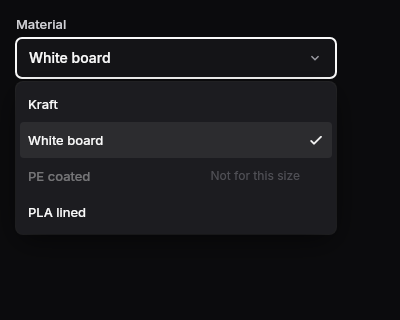 Material
White board
Kraft
White board
PE coated Not for this size
PLA lined